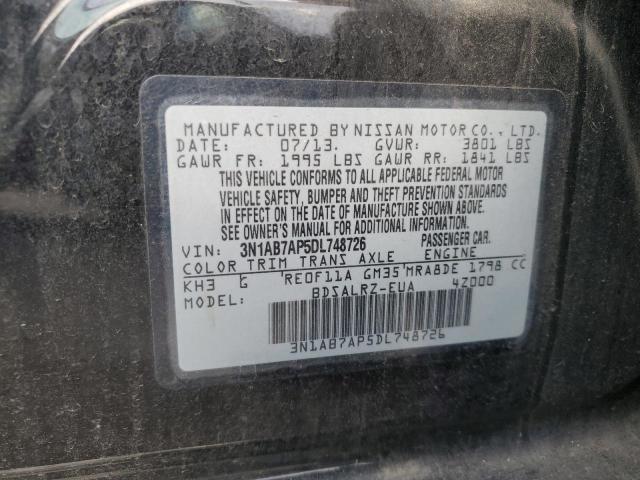 MANUFACTURED BY NISSAN MOTOR CO., LTD.
DATE: 07/13. GVWR: 3801 LBS
GAWR FR: 1995 LBS GAWR RR: 1841 LBS
THIS VEHICLE CONFORMS TO ALL APPLICABLE FEDERAL MOTOR
VEHICLE SAFETY, BUMPER AND THEFT PREVENTION STANDARDS
IN EFFECT ON THE DATE OF MANUFACTURE SHOWN ABOVE.
SEE OWNER'S MANUAL FOR ADDITIONAL INFORMATION.
VIN: 3N1AB7AP5DL748726 PASSENGER CAR.
COLOR TRIM TRANS AXLE ENGINE
KH3 G RE0F11A GM35 MRA8DE 1798 CC
BDSALRZ-EUA 4Z000
3N1AB7AP5DL748726